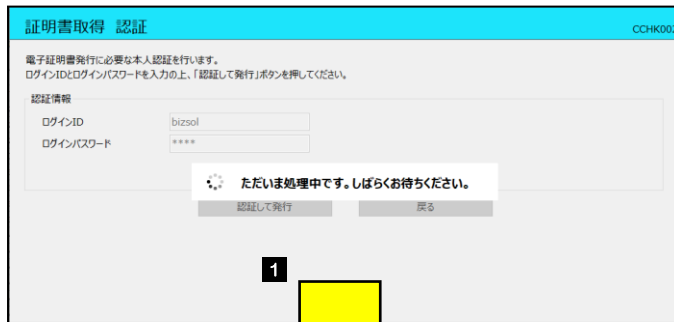 証明書取得 認証
CCHK002
電子証明書発行に必要な本人認証を行います。
ログインIDとログインパスワードを入力の上、「認証して発行」ボタンを押してください。
認証情報
ログインID
bizsol
ログインパスワード
****
ただいま処理中です。しばらくお待ちください。
認証して発行
戻る
1